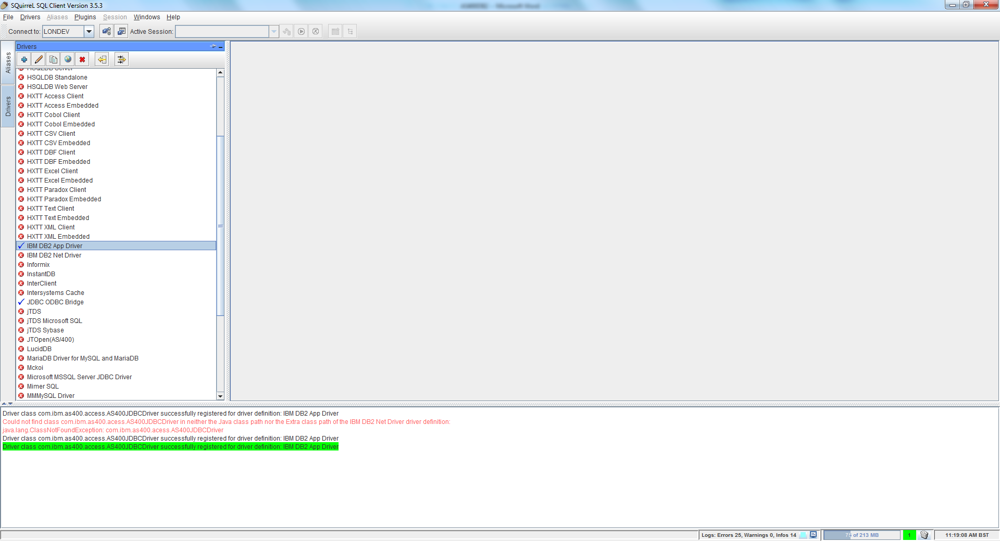 SQuirreL SQL Client Version 3.5.3
File Drivers Aliases Plugins Session Windows Help
Connect to: LONDEV Active Session:
Aliases
Drivers
Drivers
HSQLDB Server
HSQLDB Standalone
HSQLDB Web Server
HXTT Access Client
HXTT Access Embedded
HXTT Cobol Client
HXTT Cobol Embedded
HXTT CSV Client
HXTT CSV Embedded
HXTT DBF Client
HXTT DBF Embedded
HXTT Excel Client
HXTT Excel Embedded
HXTT Paradox Client
HXTT Paradox Embedded
HXTT Text Client
HXTT Text Embedded
HXTT XML Client
HXTT XML Embedded
IBM DB2 App Driver
IBM DB2 Net Driver
Informix
InstantDB
InterClient
Intersystems Cache
JDBC ODBC Bridge
jTDS
jTDS Microsoft SQL
jTDS Sybase
JTOpen(AS/400)
LucidDB
MariaDB Driver for MySQL and MariaDB
Mckoi
Microsoft MSSQL Server JDBC Driver
Mimer SQL
MMMySQL Driver
Driver class com.ibm.as400.access.AS400JDBCDriver successfully registered for driver definition: IBM DB2 App Driver
Could not find class com.ibm.as400.acess.AS400JDBCDriver in neither the Java class path nor the Extra class path of the IBM DB2 Net Driver driver definition:
java.lang.ClassNotFoundException: com.ibm.as400.acess.AS400JDBCDriver
Driver class com.ibm.as400.access.AS400JDBCDriver successfully registered for driver definition: IBM DB2 App Driver
Driver class com.ibm.as400.access.AS400JDBCDriver successfully registered for driver definition: IBM DB2 App Driver
Logs: Errors 25, Warnings 0, Infos 14 of 213 MB 1 11:19:08 AM BST